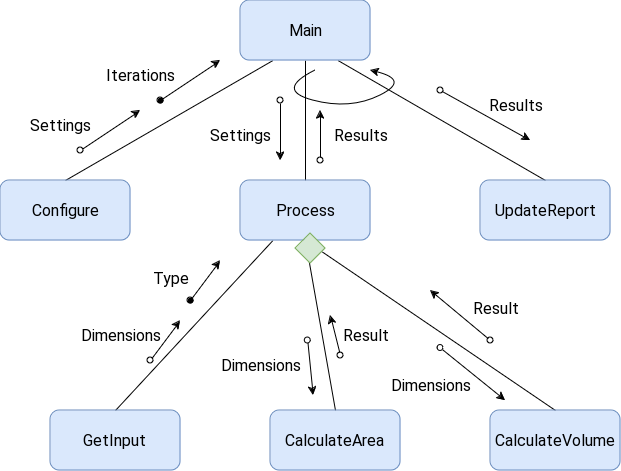 Main
Iterations
Settings
Settings
Results
Results
Configure
Process
UpdateReport
Type
Dimensions
Dimensions
Result
Result
Dimensions
GetInput
CalculateArea
CalculateVolume